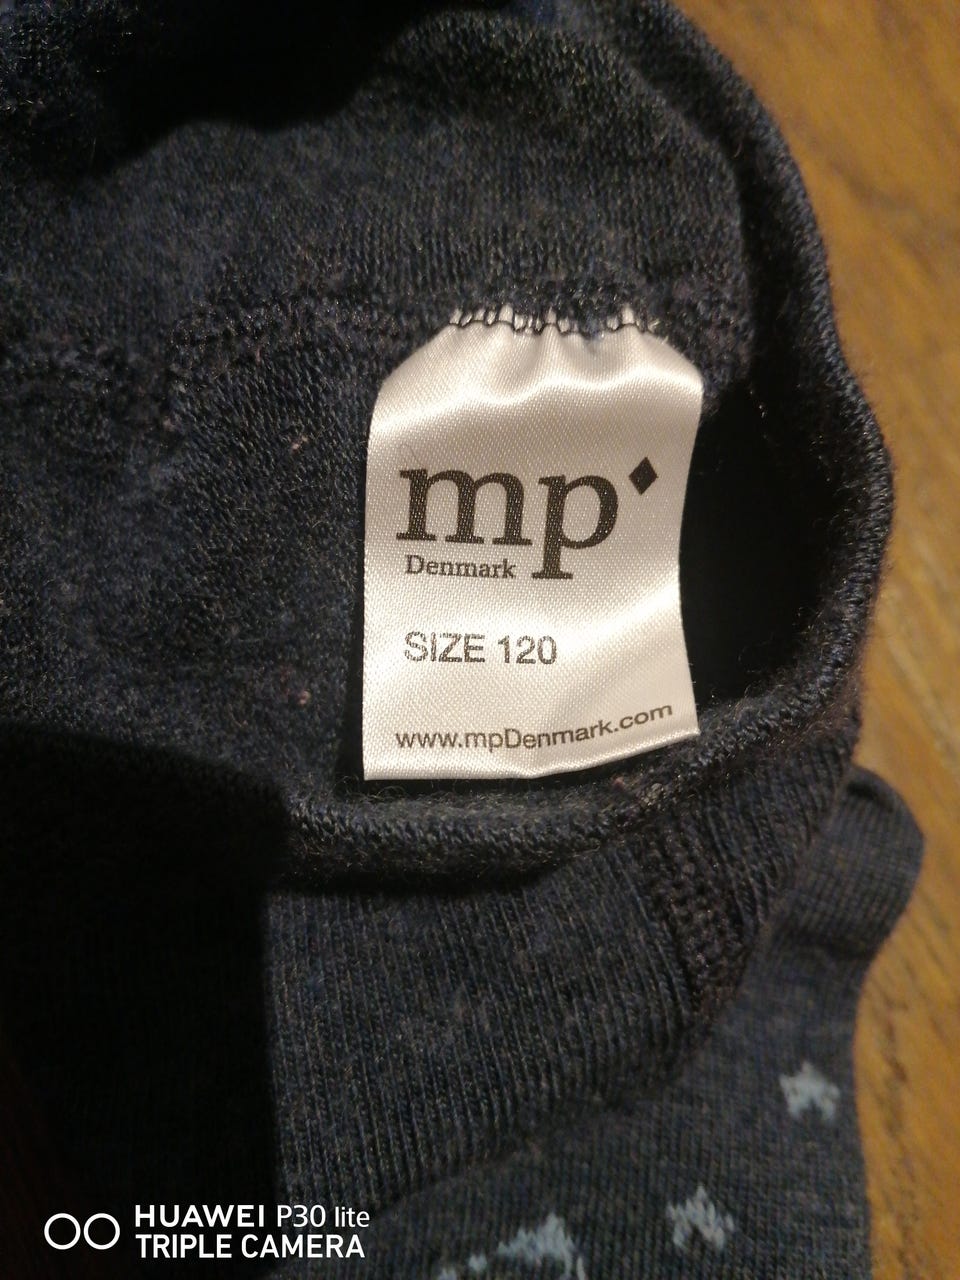 mp
Denmark
SIZE 120
www.mpDenmark.com
HUAWEI P30 lite
TRIPLE CAMERA